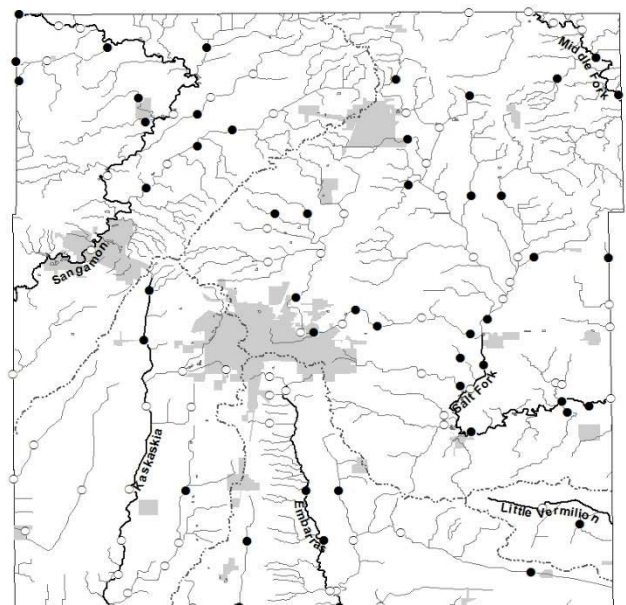 Middle Fork
Sangamon
Salt Fork
Kaskaskia
Embarras
Little Vermilion